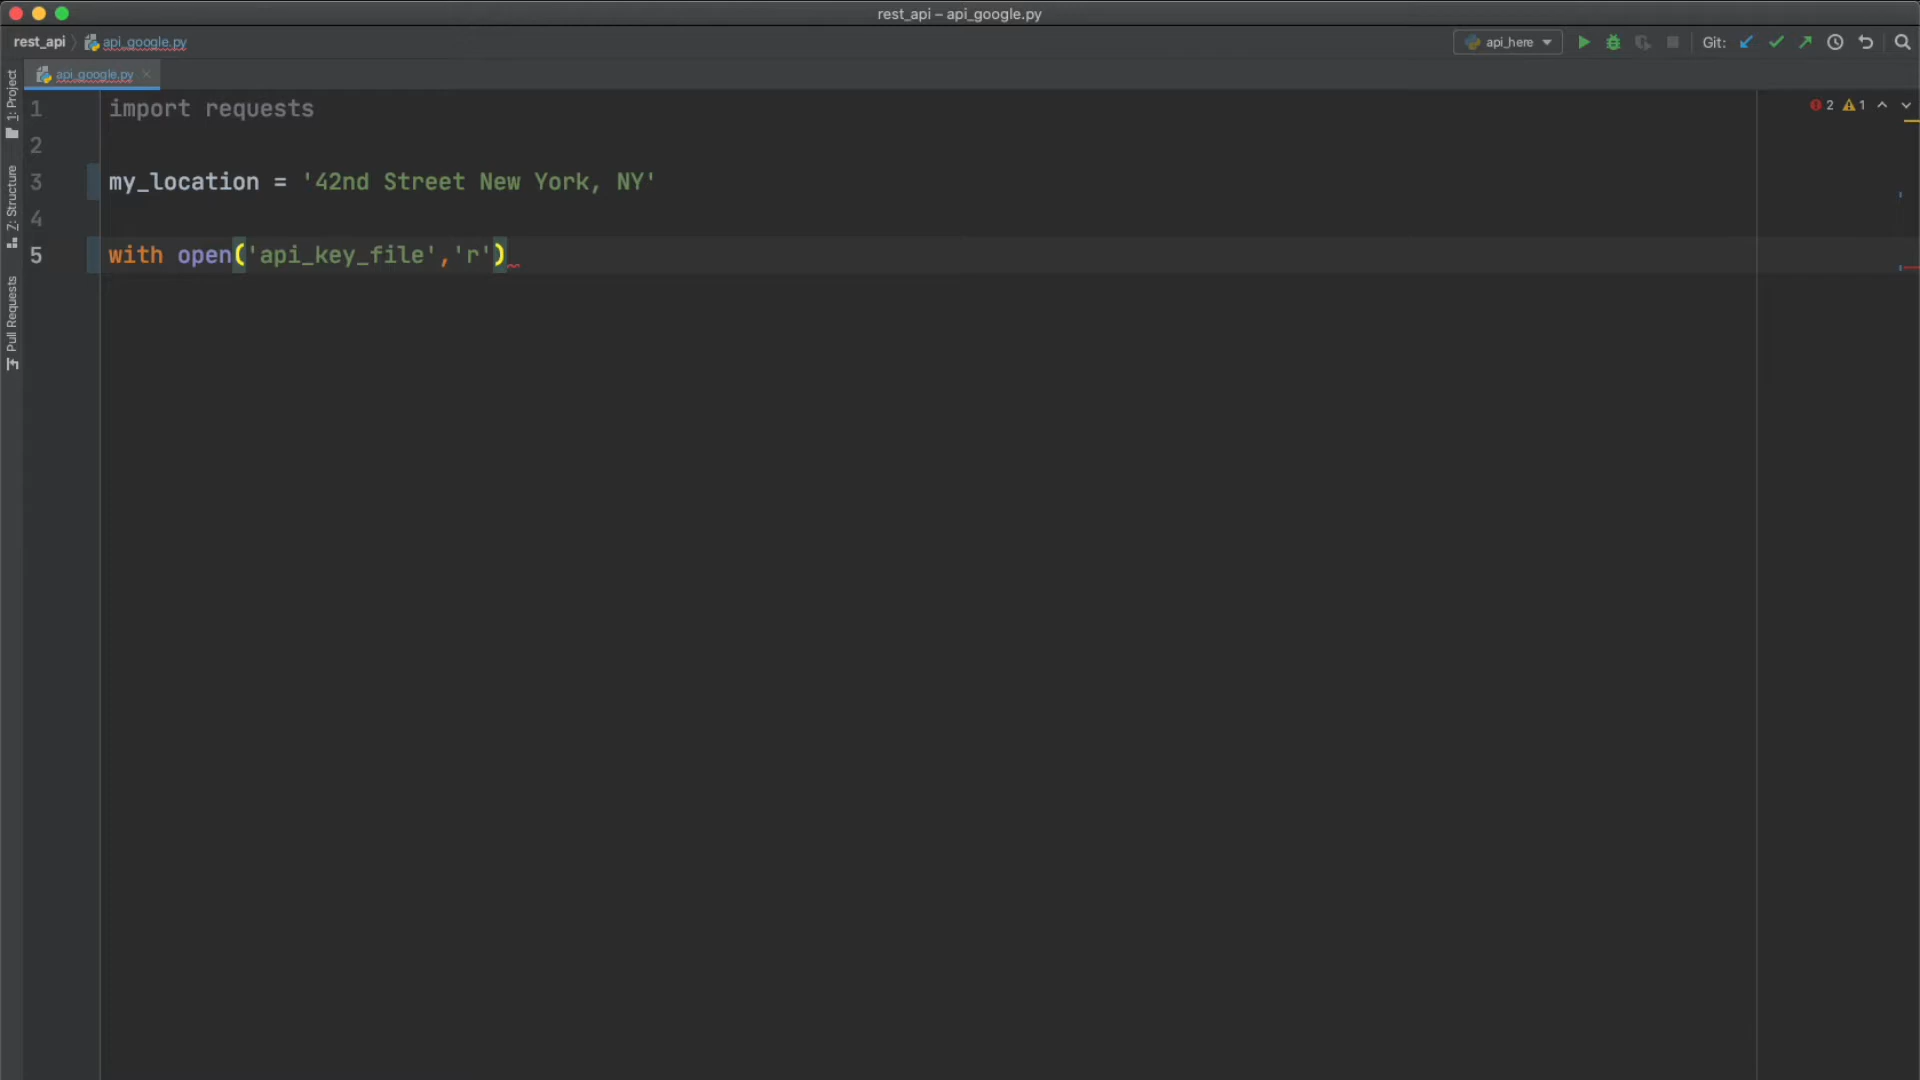 rest_api – api_google.py
rest_api api_google.py
api_here Git:
api_google.py
1: Project
Z: Structure
Pull Requests
2 1
1 import requests
2
3 my_location = '42nd Street New York, NY'
4
5 with open('api_key_file','r')